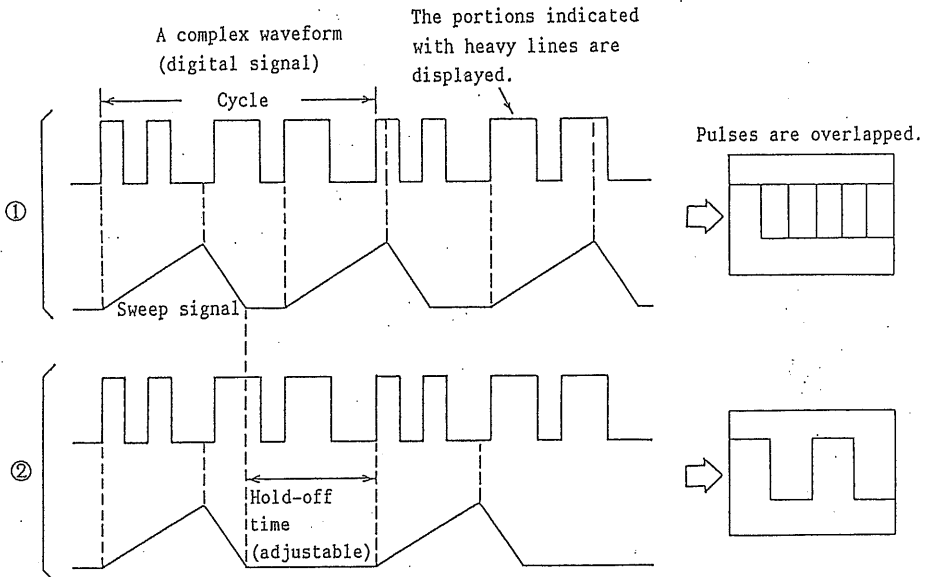 A complex waveform
(digital signal)
The portions indicated
with heavy lines are
displayed.
Cycle
Pulses are overlapped.
①
Sweep signal
②
Hold-off
time
(adjustable)